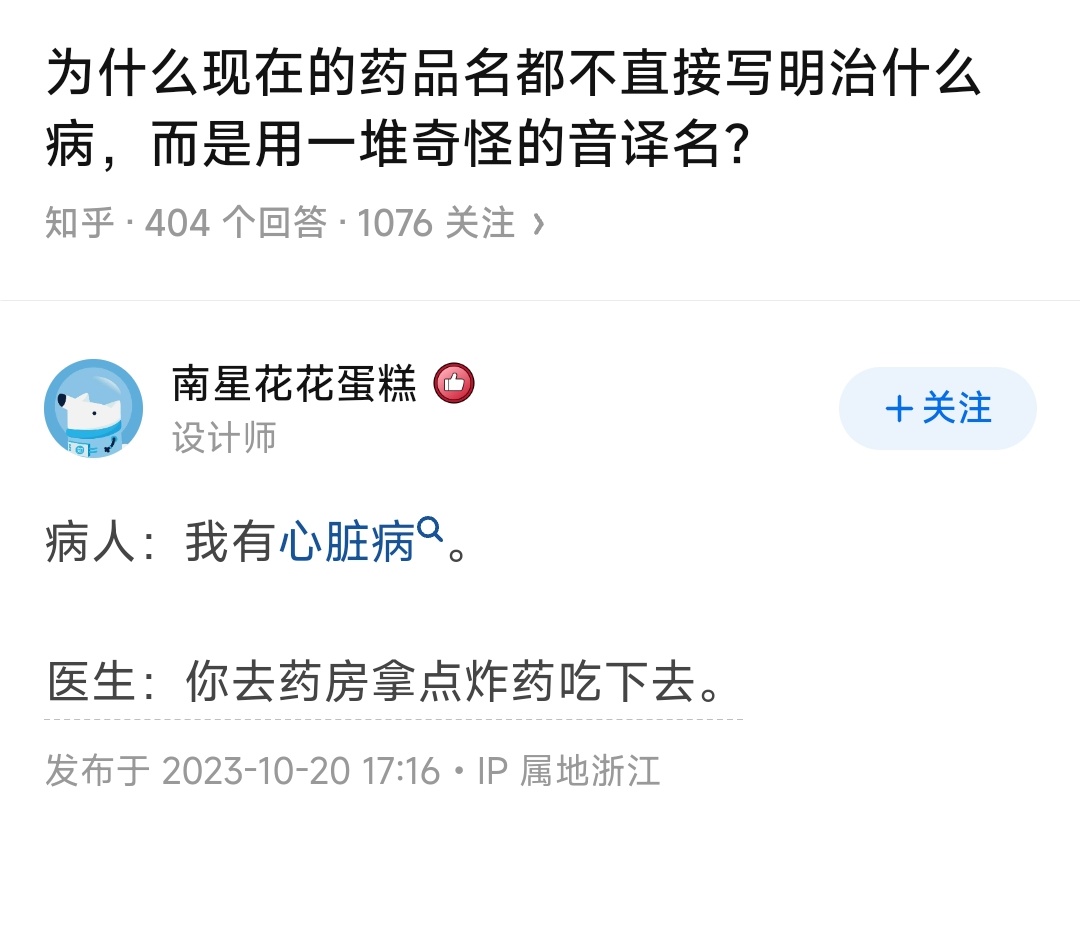 为什么现在的药品名都不直接写明治什么
病，而是用一堆奇怪的音译名？
知乎 · 404 个回答 · 1076 关注 ›
南星花花蛋糕
设计师
+ 关注
病人：我有心脏病。
医生：你去药房拿点炸药吃下去。
发布于 2023-10-20 17:16 • IP 属地浙江